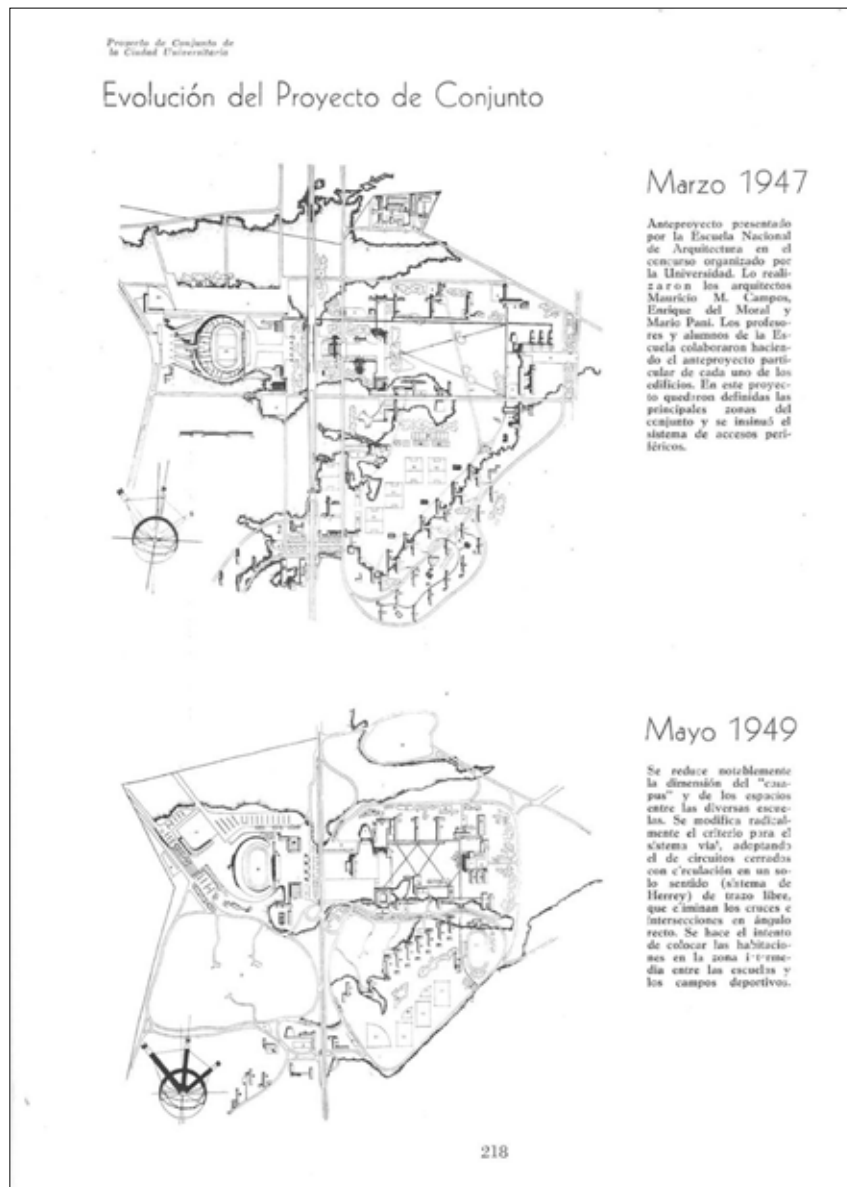 Proyecto de Conjunto de
la Ciudad Universitaria
Evolución del Proyecto de Conjunto
Marzo 1947
Anteproyecto presentado
por la Escuela Nacional
de Arquitectura en el
concurso organizado por
la Universidad. Lo reali-
zaron los arquitectos
Mauricio M. Campos,
Enrique del Moral y
Mario Pani. Los profeso-
res y alumnos de la Es-
cuela colaboraron hacien-
do el anteproyecto parti-
cular de cada uno de los
edificios. En este proyec-
to quedaron definidas las
principales zonas del
conjunto y se insinuó el
sistema de accesos peri-
féricos.
Mayo 1949
Se reduce notablemente
la dimensión del "cam-
pus" y de los espacios
entre las diversas escue-
las. Se modifica radical-
mente el criterio para el
sistema vial, adoptando
el de circuitos cerrados
con circulación en un so-
lo sentido (sistema de
Herrey) de trazo libre,
que eliminan los cruces e
intersecciones en ángulo
recto. Se hace el intento
de colocar las habitacio-
nes en la zona interme-
dia entre las escuelas y
los campos deportivos.
218